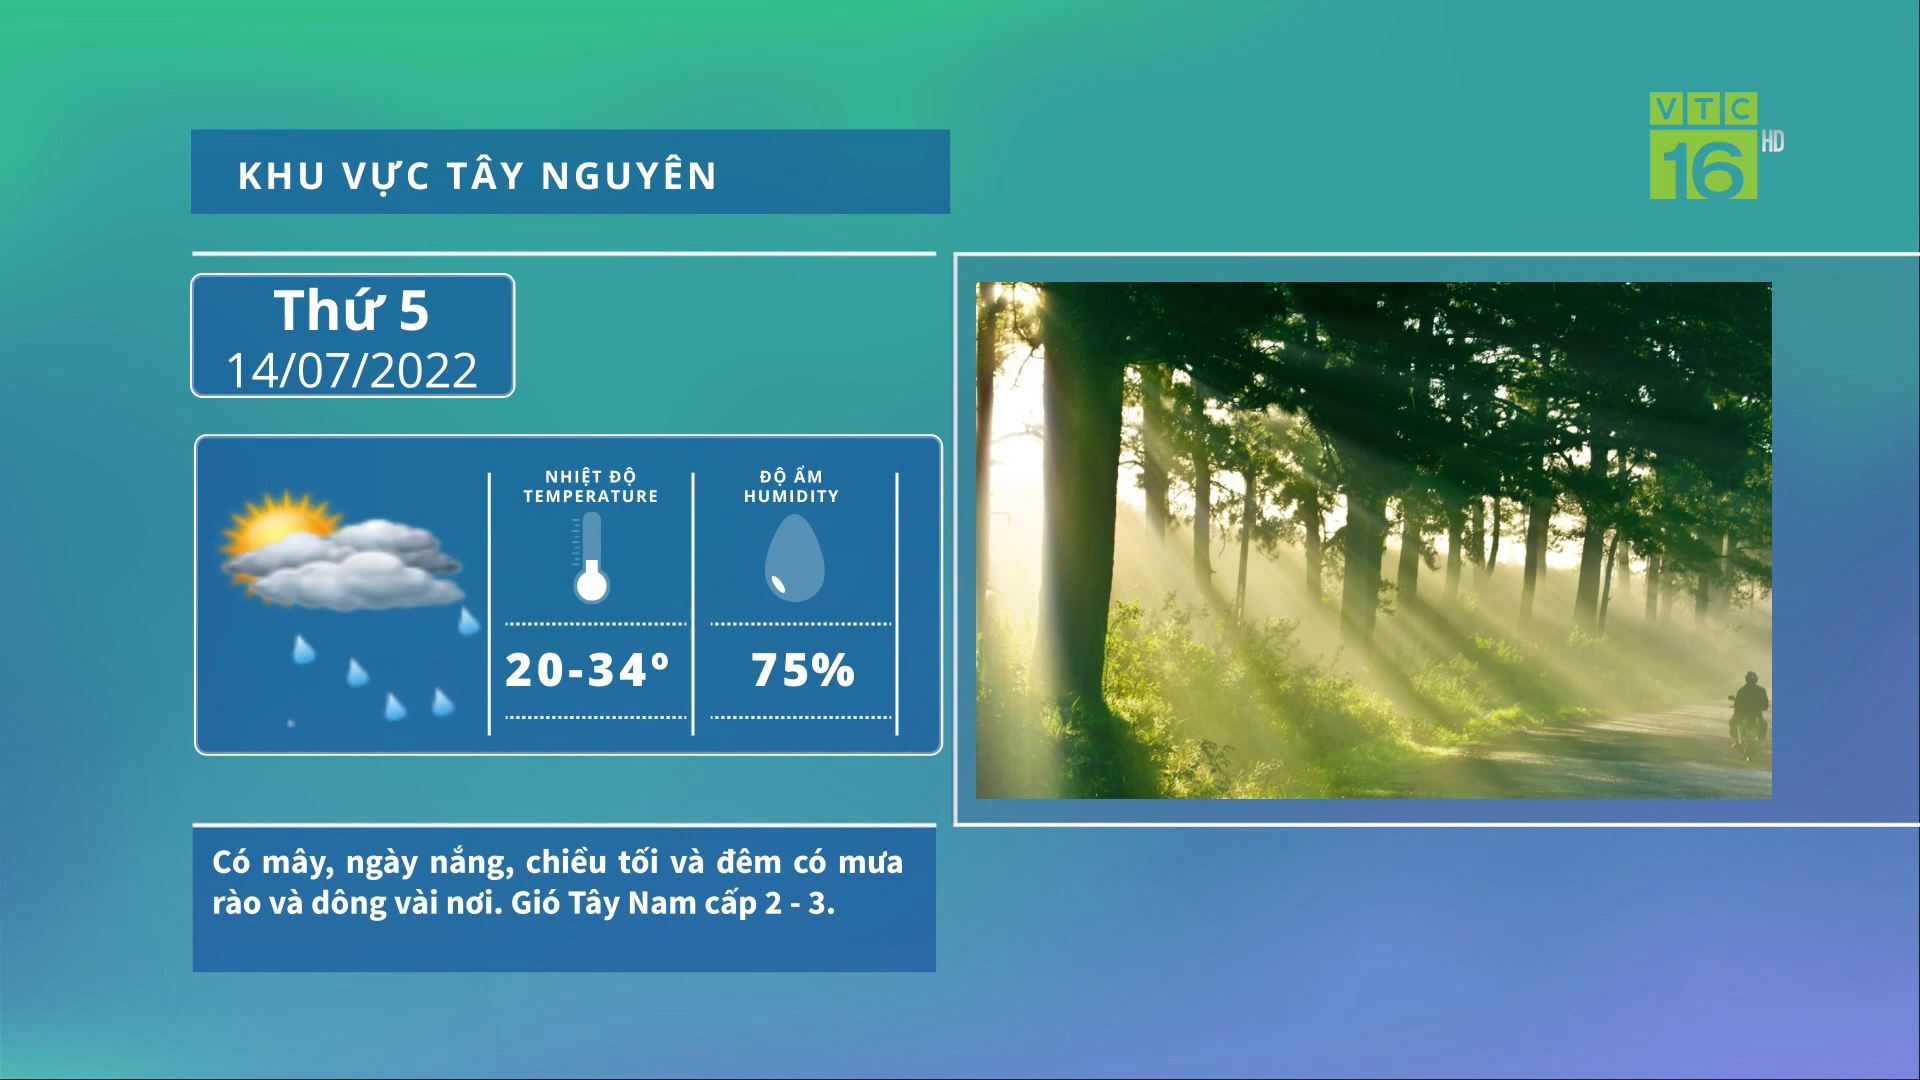 KHU VỰC TÂY NGUYÊN
VTC
16
HD
Thứ 5
14/07/2022
NHIỆT ĐỘ
TEMPERATURE
20-34º
ĐỘ ẨM
HUMIDITY
75%
Có mây, ngày nắng, chiều tối và đêm có mưa
rào và dông vài nơi. Gió Tây Nam cấp 2 - 3.